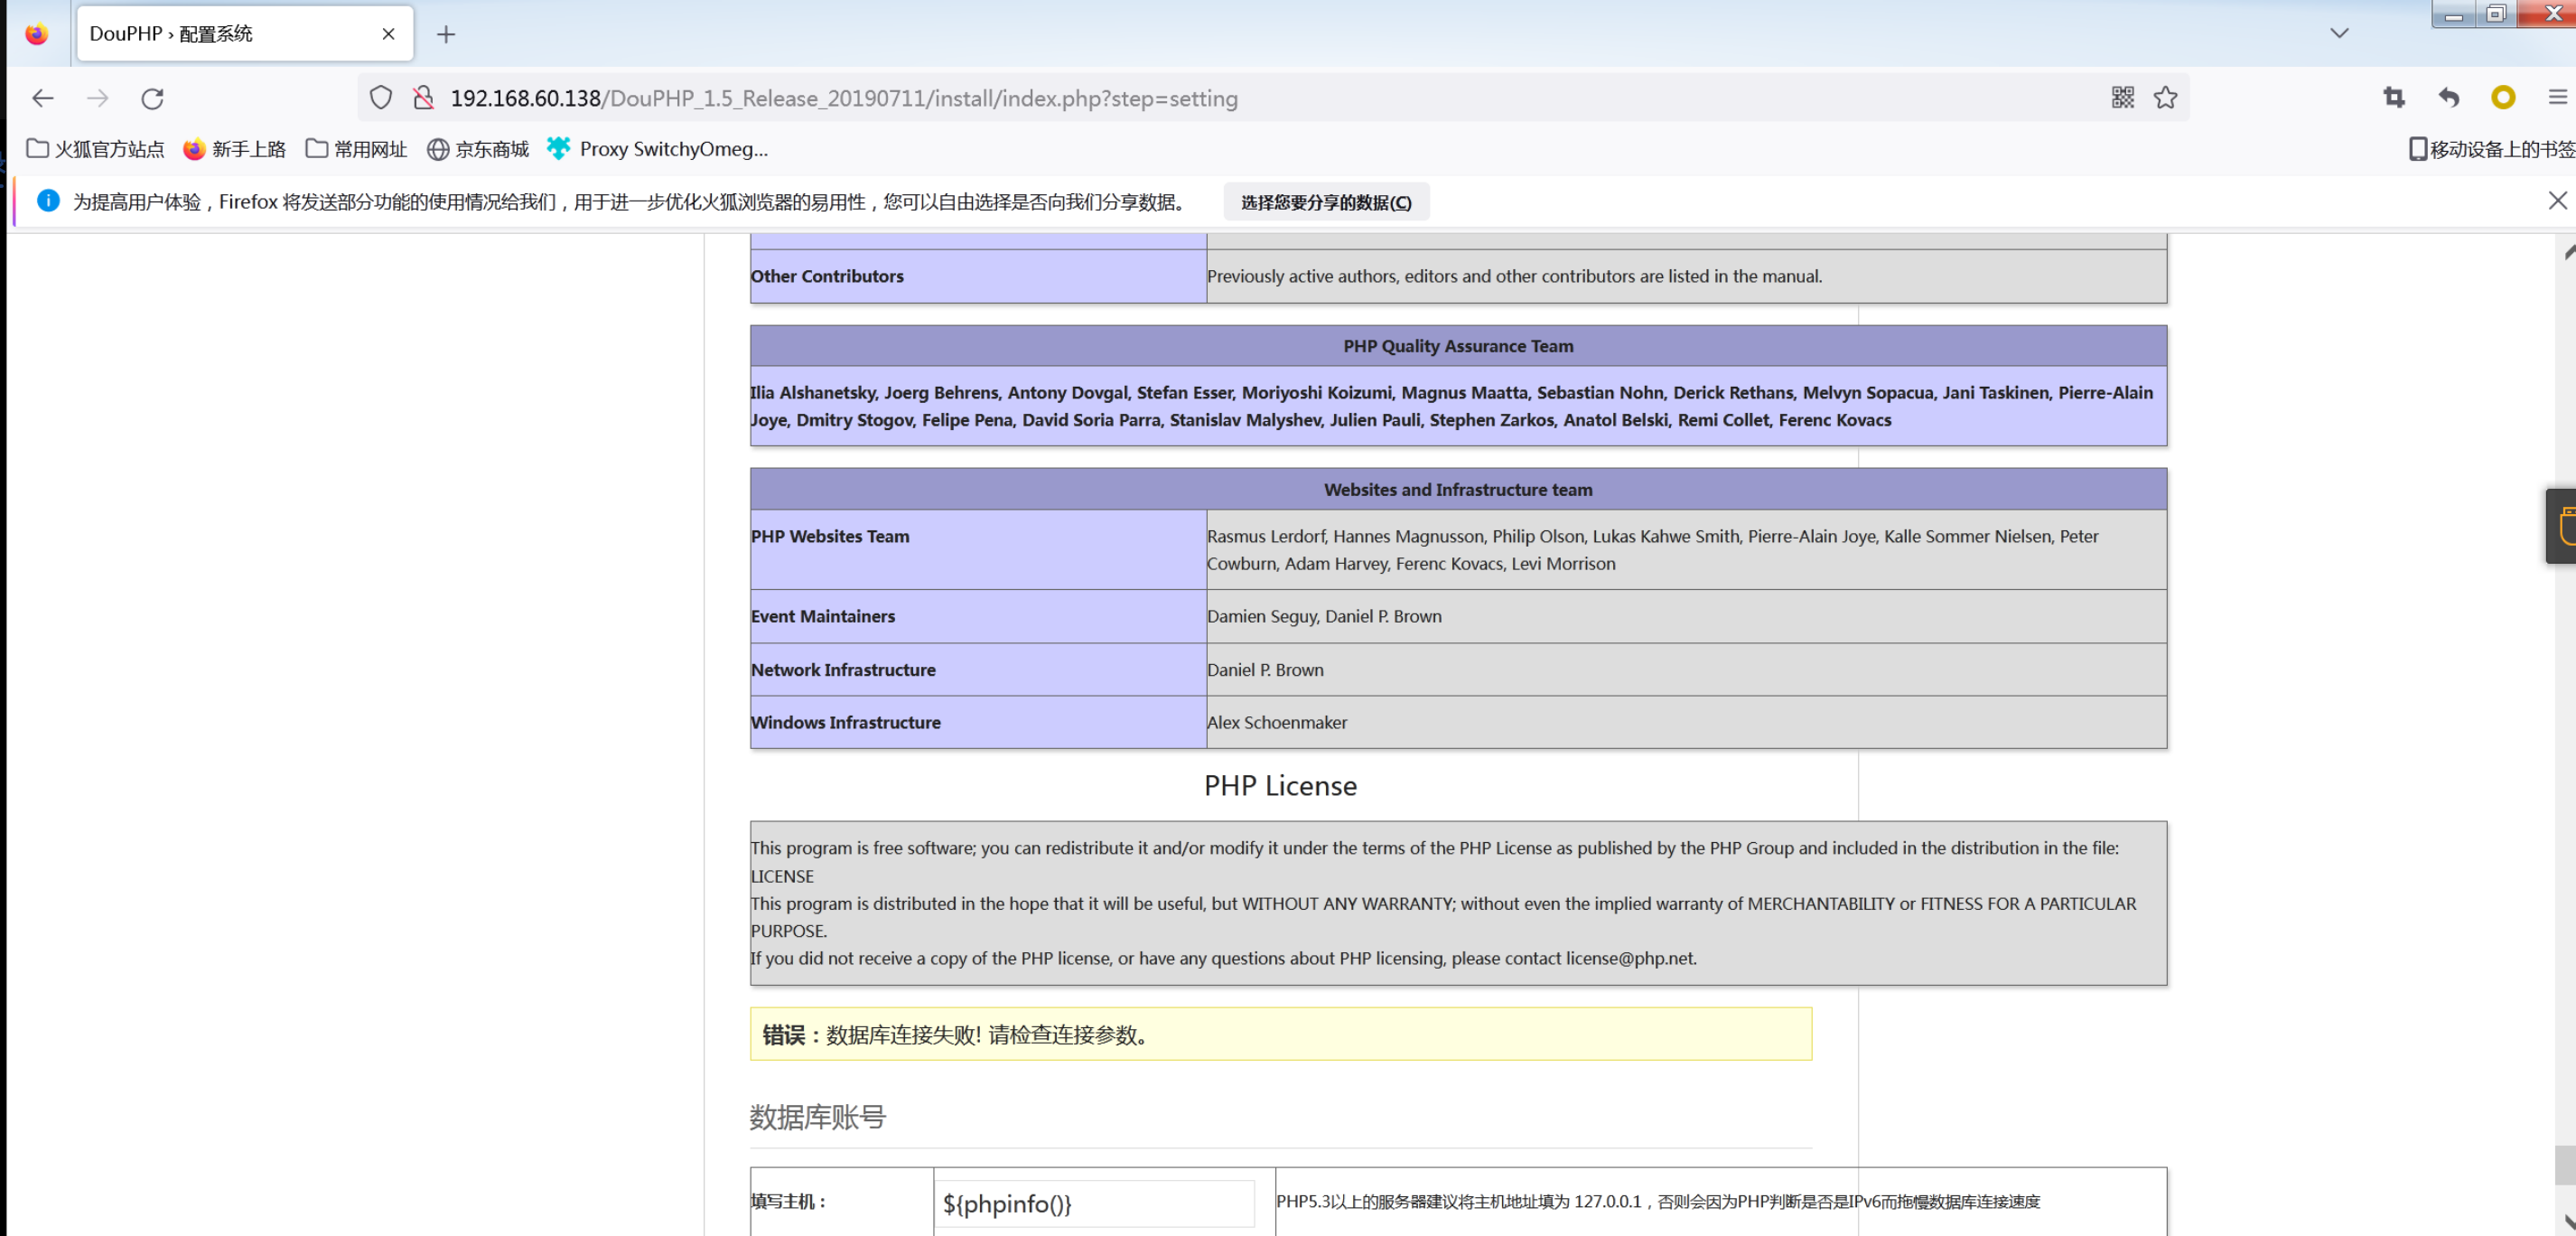 DouPHP › 配置系统
192.168.60.138/DouPHP_1.5_Release_20190711/install/index.php?step=setting
火狐官方站点 新手上路 常用网址 京东商城 Proxy SwitchyOmeg... 移动设备上的书签
为提高用户体验，Firefox 将发送部分功能的使用情况给我们，用于进一步优化火狐浏览器的易用性，您可以自由选择是否向我们分享数据。 选择您要分享的数据(C)
Other Contributors Previously active authors, editors and other contributors are listed in the manual.
PHP Quality Assurance Team
Ilia Alshanetsky, Joerg Behrens, Antony Dovgal, Stefan Esser, Moriyoshi Koizumi, Magnus Maatta, Sebastian Nohn, Derick Rethans, Melvyn Sopacua, Jani Taskinen, Pierre-Alain
Joye, Dmitry Stogov, Felipe Pena, David Soria Parra, Stanislav Malyshev, Julien Pauli, Stephen Zarkos, Anatol Belski, Remi Collet, Ferenc Kovacs
Websites and Infrastructure team
PHP Websites Team Rasmus Lerdorf, Hannes Magnusson, Philip Olson, Lukas Kahwe Smith, Pierre-Alain Joye, Kalle Sommer Nielsen, Peter
Cowburn, Adam Harvey, Ferenc Kovacs, Levi Morrison
Event Maintainers Damien Seguy, Daniel P. Brown
Network Infrastructure Daniel P. Brown
Windows Infrastructure Alex Schoenmaker
PHP License
This program is free software; you can redistribute it and/or modify it under the terms of the PHP License as published by the PHP Group and included in the distribution in the file:
LICENSE
This program is distributed in the hope that it will be useful, but WITHOUT ANY WARRANTY; without even the implied warranty of MERCHANTABILITY or FITNESS FOR A PARTICULAR
PURPOSE.
If you did not receive a copy of the PHP license, or have any questions about PHP licensing, please contact license@php.net.
错误：数据库连接失败! 请检查连接参数。
数据库账号
填写主机： ${phpinfo()} PHP5.3以上的服务器建议将主机地址填为 127.0.0.1，否则会因为PHP判断是否是IPv6而拖慢数据库连接速度